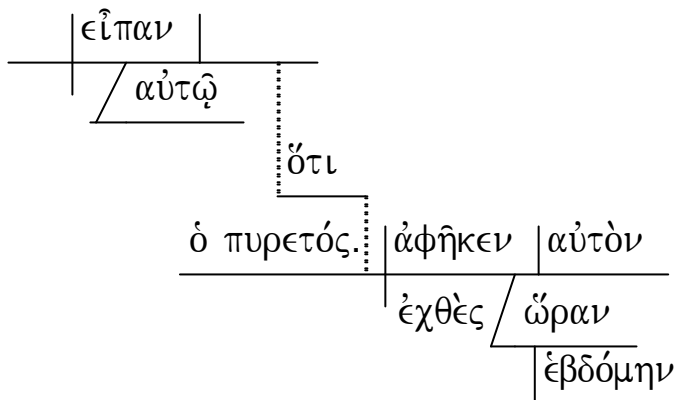 εἶπαν
αὐτῷ
ὅτι
ὁ πυρετός. ἀφῆκεν αὐτὸν
ἐχθὲς ὥραν
ἑβδόμην